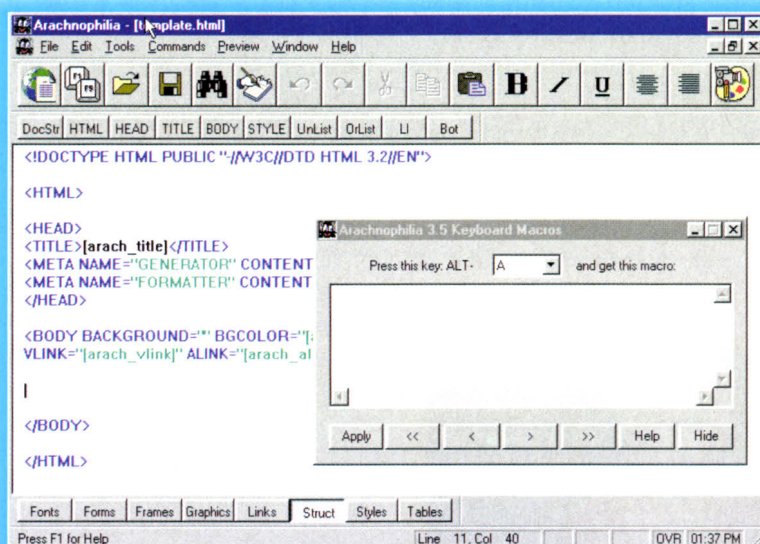 Arachnophilia - [template.html]
File Edit Tools Commands Preview Window Help
B U
DocStr HTML HEAD TITLE BODY STYLE UnList OrList LI Bot
<!DOCTYPE HTML PUBLIC "-//W3C//DTD HTML 3.2//EN">
<HTML>
<HEAD>
<TITLE>[arach_title]</TITLE>
<META NAME="GENERATOR" CONTENT
<META NAME="FORMATTER" CONTENT
</HEAD>
<BODY BACKGROUND="" BGCOLOR="[
VLINK="[arach_vlink]" ALINK="[arach_al
</BODY>
</HTML>
Arachnophilia 3.5 Keyboard Macros
Press this key: ALT- A and get this macro:
Apply << < > >> Help Hide
Fonts Forms Frames Graphics Links Struct Styles Tables
Press F1 for Help Line 11, Col 40 OVR 01:37 PM